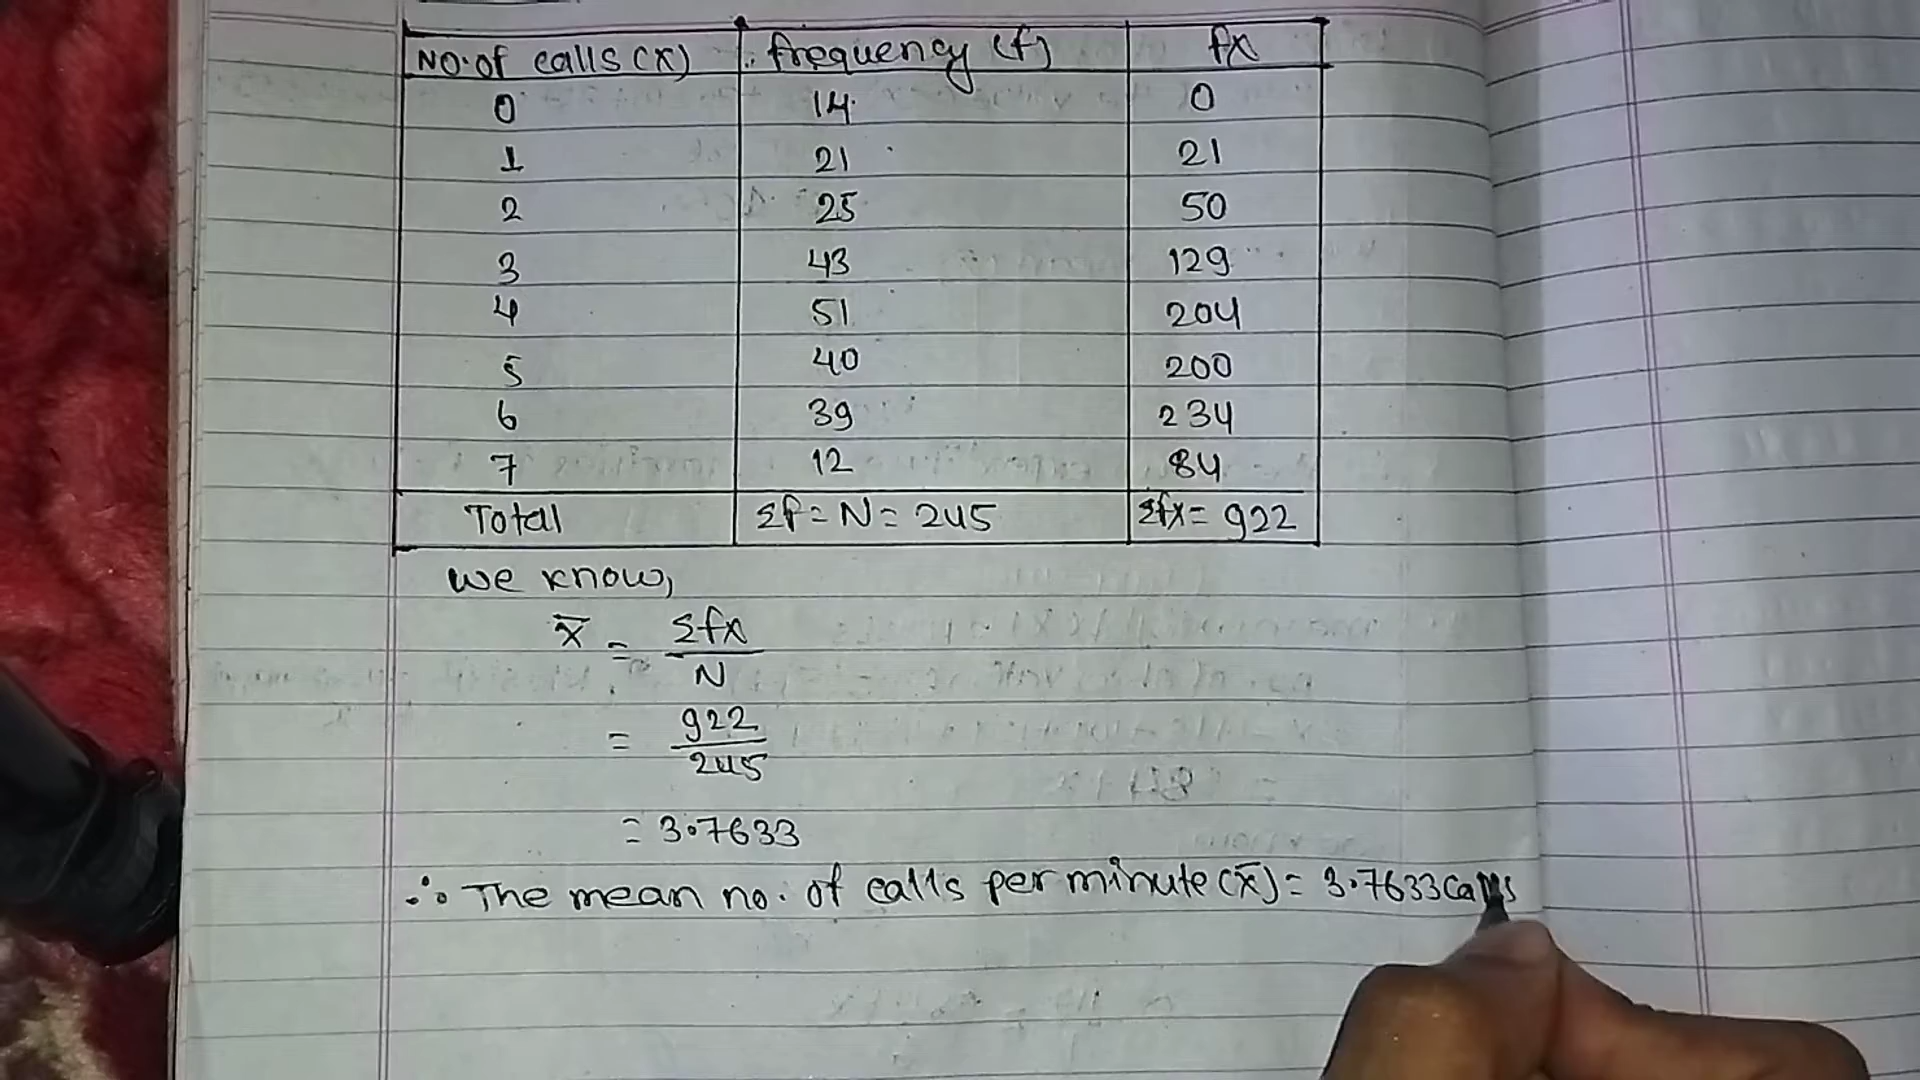 NO. of calls (x) frequency (f) fx
0 14 0
1 21 21
2 25 50
3 43 129
4 51 204
5 40 200
6 39 234
7 12 84
Total Σf = N = 245 Σfx = 922
we know,
x̄ = Σfx / N
= 922 / 245
= 3.7633
∴ The mean no. of calls per minute (x̄) = 3.7633 calls